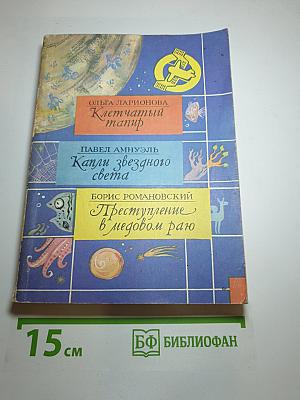 ОЛЬГА ЛАРИОНОВА
Клетчатый
тапир
ПАВЕЛ АМНУЭЛЬ
Капли звездного
света
БОРИС РОМАНОВСКИЙ
Преступление
в медовом раю
15 см
БФ БИБЛИОФАН